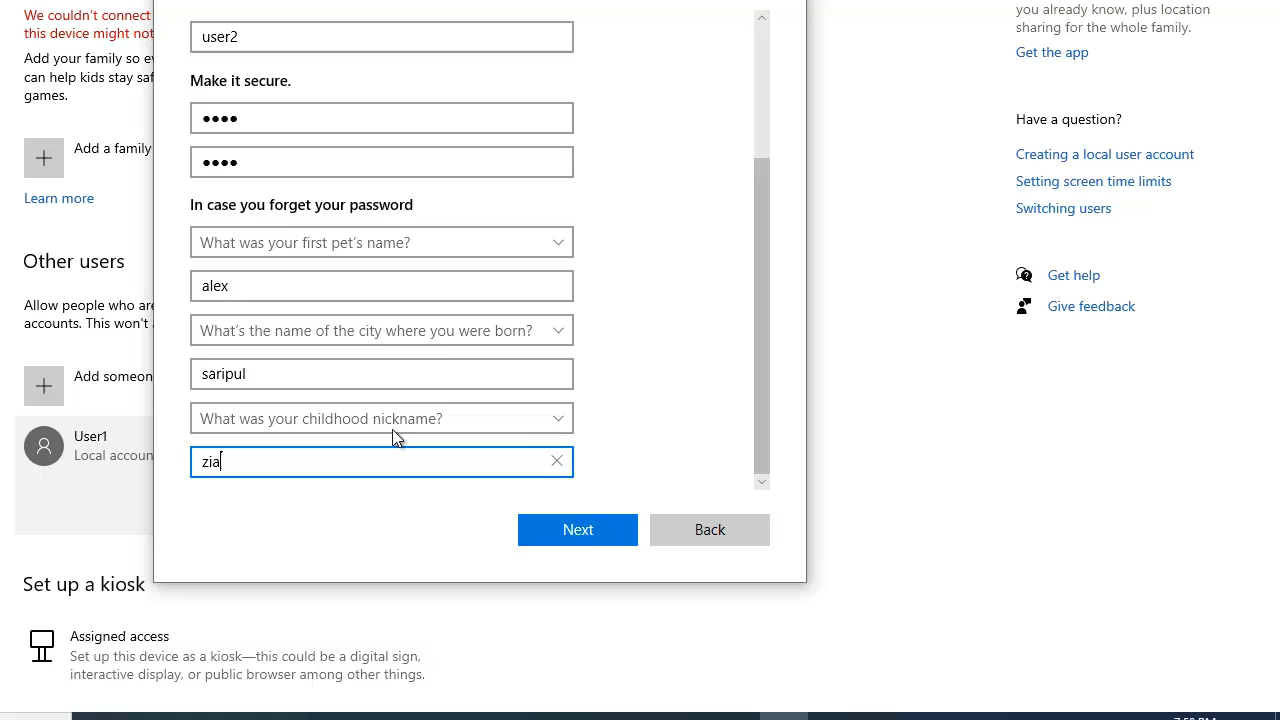 We couldn't connect
this device might not
Add your family so ev
can help kids stay saf
games.
Add a family
Learn more
Other users
Allow people who are
accounts. This won't
Add someon
User1
Local accoun
Set up a kiosk
Assigned access
Set up this device as a kiosk—this could be a digital sign,
interactive display, or public browser among other things.
user2
Make it secure.
••••
••••
In case you forget your password
What was your first pet's name?
alex
What's the name of the city where you were born?
saripul
What was your childhood nickname?
zia
Next
Back
you already know, plus location
sharing for the whole family.
Get the app
Have a question?
Creating a local user account
Setting screen time limits
Switching users
Get help
Give feedback